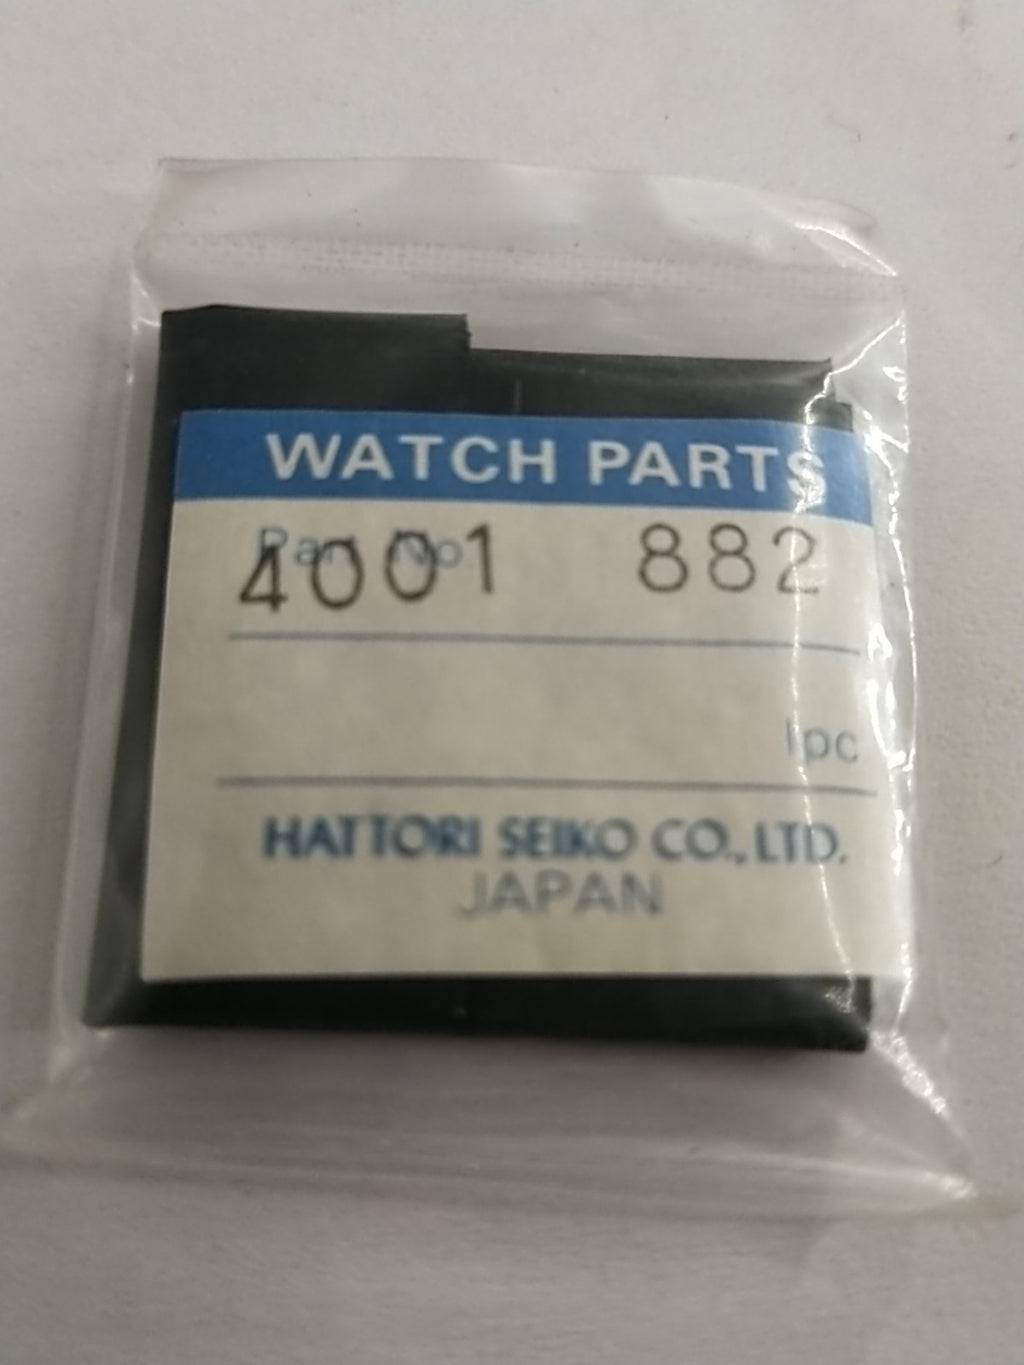 WATCH PARTS
Part No.
4001 882
1pc
HATTORI SEIKO CO., LTD.
JAPAN